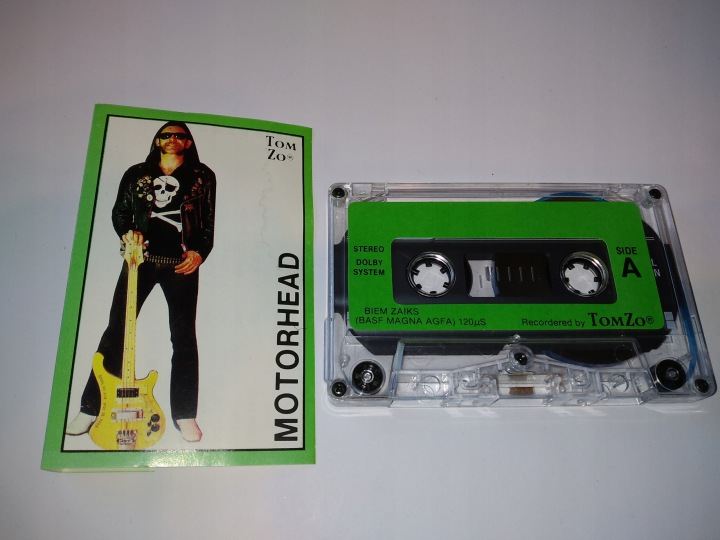 TOM
ZO®
MOTORHEAD
STEREO
DOLBY
SYSTEM
SIDE
A
BIEM ZAIKS
(BASF MAGNA AGFA) 120µS
Recordered by TOMZO®